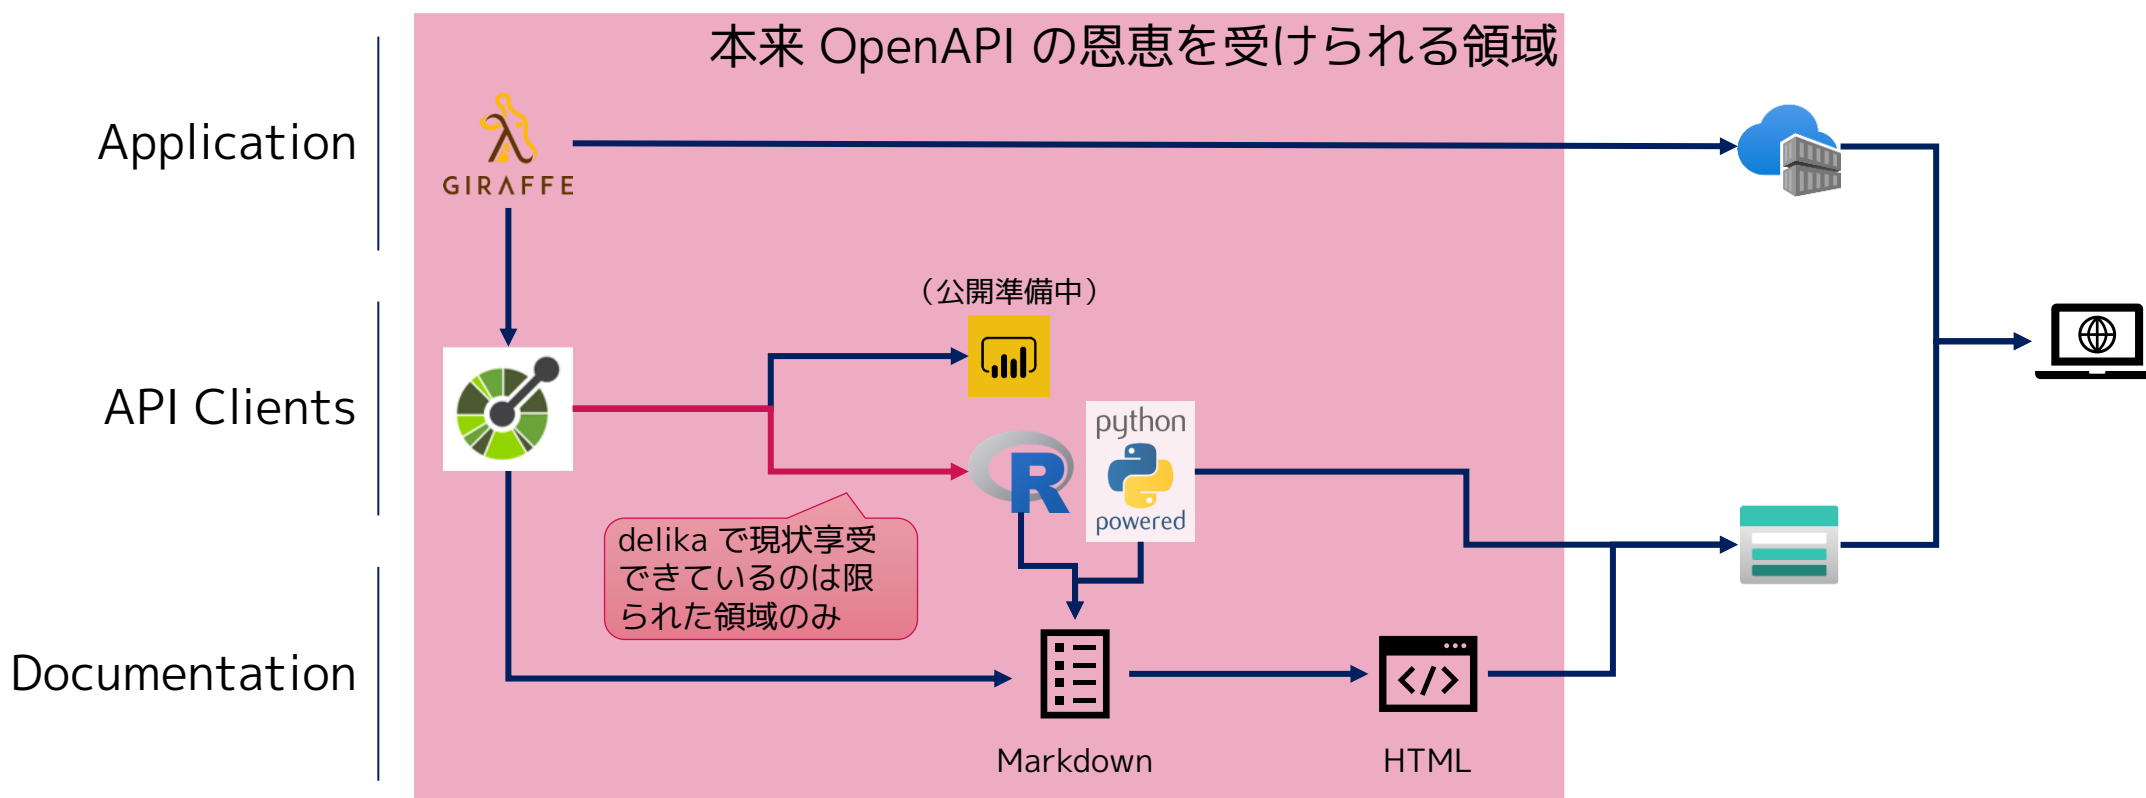 本来 OpenAPI の恩恵を受けられる領域
Application
GIRAFFE
（公開準備中）
API Clients
python
powered
R
delika で現状享受
できているのは限
られた領域のみ
Documentation
Markdown
HTML